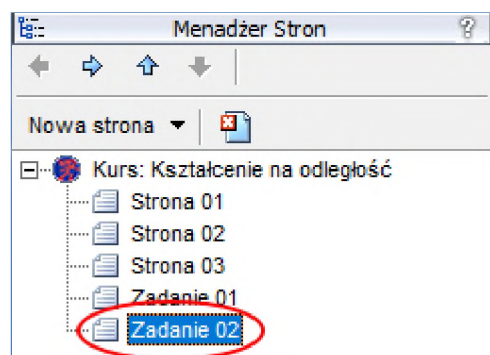 Menadżer Stron
Nowa strona
Kurs: Kształcenie na odległość
Strona 01
Strona 02
Strona 03
Zadanie 01
Zadanie 02